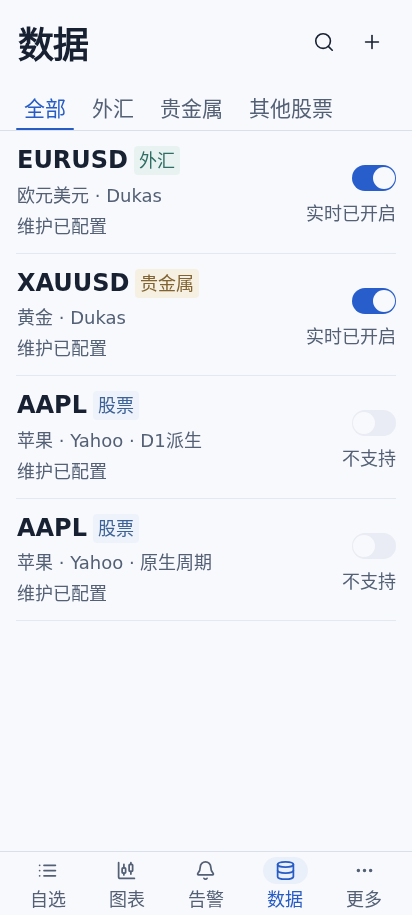 数据
全部 外汇 贵金属 其他股票
EURUSD 外汇
欧元美元 · Dukas
维护已配置
实时已开启
XAUUSD 贵金属
黄金 · Dukas
维护已配置
实时已开启
AAPL 股票
苹果 · Yahoo · D1派生
维护已配置
不支持
AAPL 股票
苹果 · Yahoo · 原生周期
维护已配置
不支持
自选 图表 告警 数据 更多